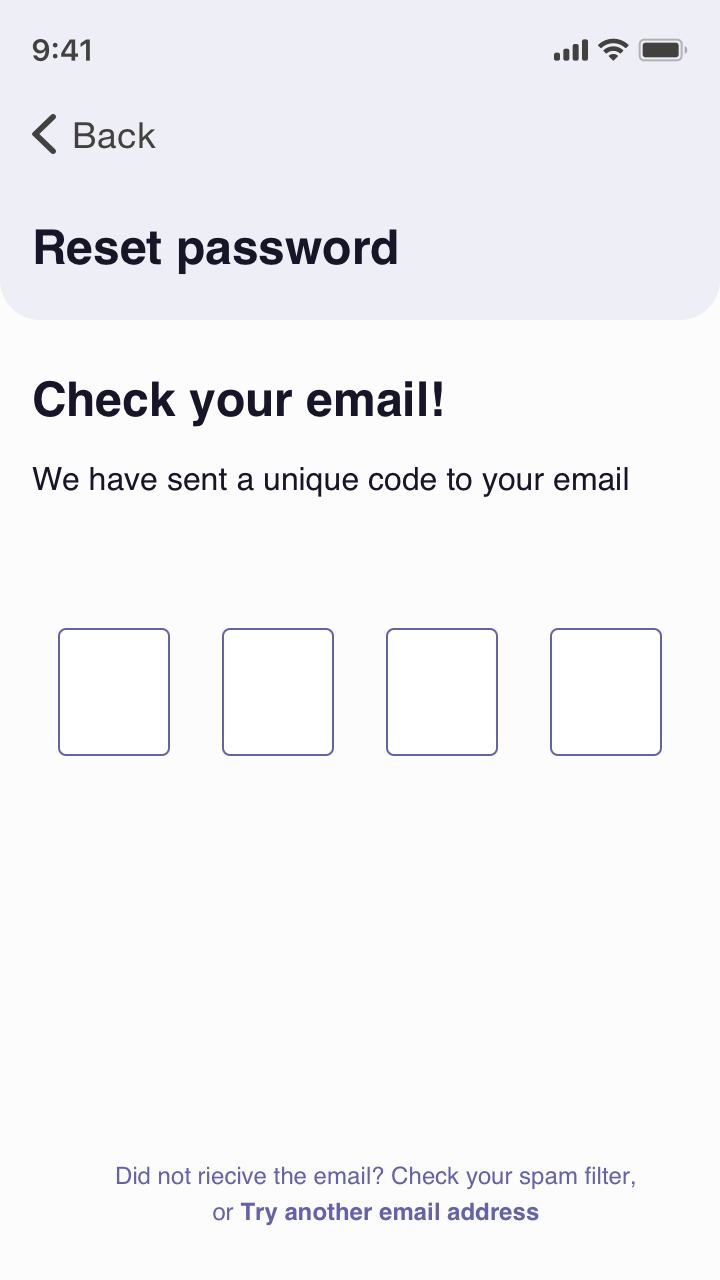 9:41
Back
Reset password
Check your email!
We have sent a unique code to your email
Did not riecive the email? Check your spam filter,
or Try another email address